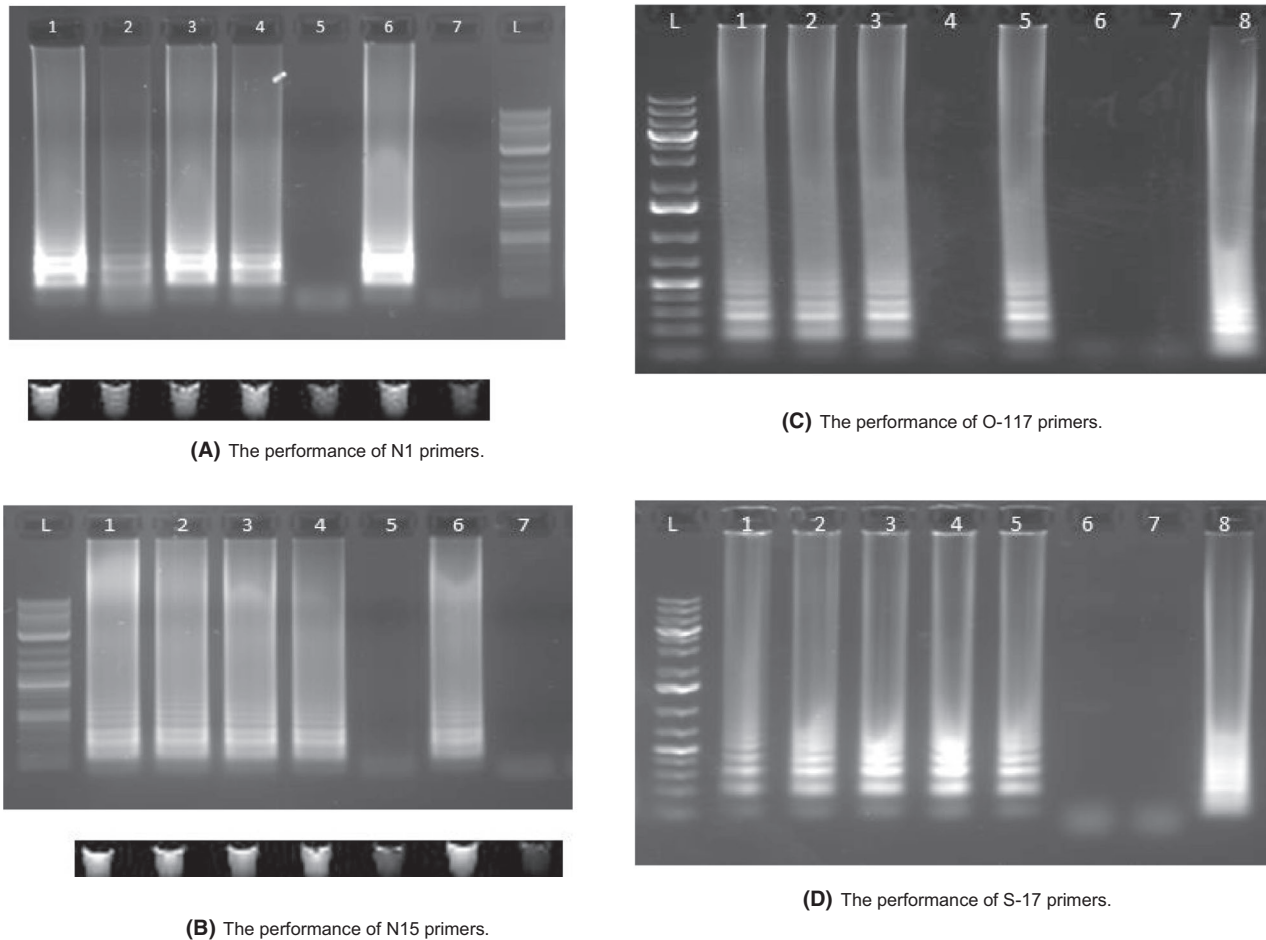 1 2 3 4 5 6 7 L
(A) The performance of N1 primers.
L 1 2 3 4 5 6 7
(B) The performance of N15 primers.
L 1 2 3 4 5 6 7 8
(C) The performance of O-117 primers.
L 1 2 3 4 5 6 7 8
(D) The performance of S-17 primers.